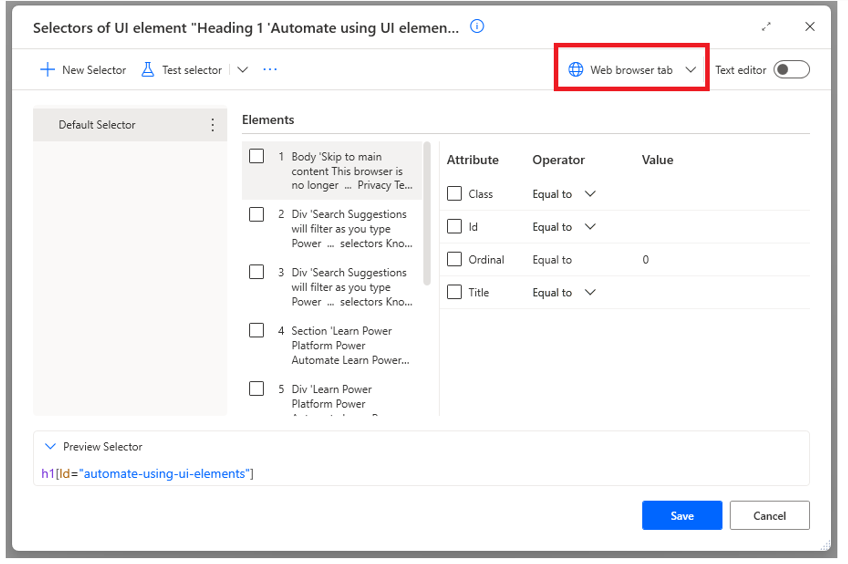 Selectors of UI element "Heading 1 'Automate using UI elemen...
New Selector
Test selector
Web browser tab
Text editor
Default Selector
Elements
1 Body 'Skip to main
content This browser is
no longer ... Privacy Te...
2 Div 'Search Suggestions
will filter as you type
Power ... selectors Kno...
3 Div 'Search Suggestions
will filter as you type
Power ... selectors Kno...
4 Section 'Learn Power
Platform Power
Automate Learn Power...
5 Div 'Learn Power
Platform Power
Attribute Operator Value
Class Equal to
Id Equal to
Ordinal Equal to 0
Title Equal to
Preview Selector
h1[Id="automate-using-ui-elements"]
Save
Cancel